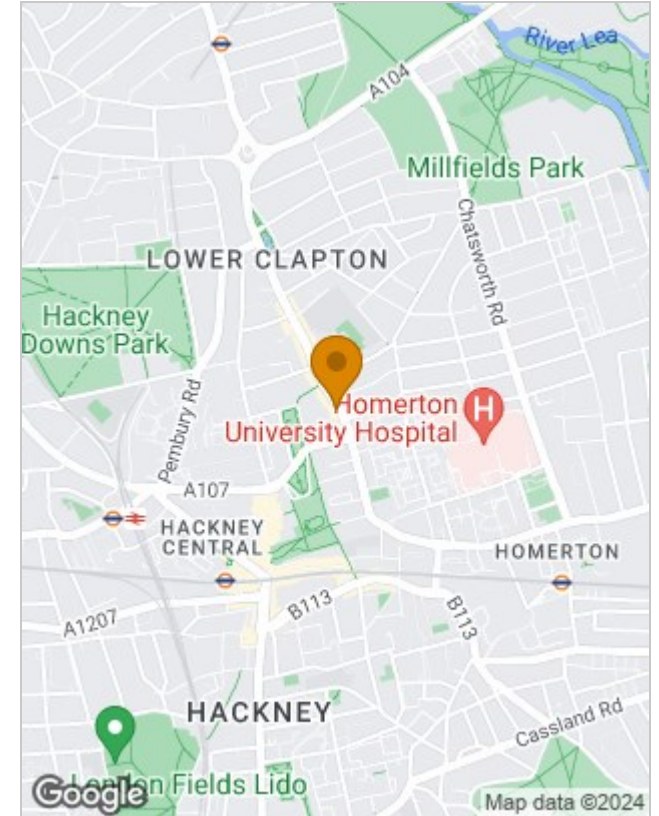 River Lea
A104
Millfields Park
Chatsworth Rd
LOWER CLAPTON
Hackney
Downs Park
Pembury Rd
Homerton
University Hospital
H
A107
HACKNEY
CENTRAL
HOMERTON
B113
B113
A1207
HACKNEY
Cassland Rd
London Fields Lido
Google
Map data ©2024